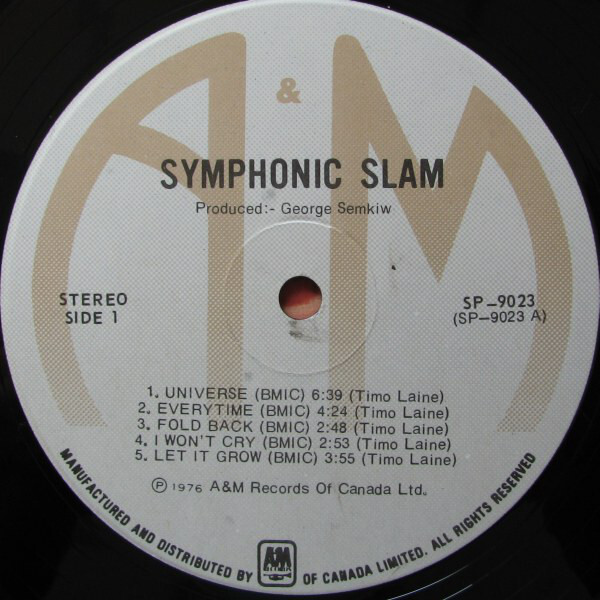 A & M
SYMPHONIC SLAM
Produced:- George Semkiw
STEREO
SIDE 1
SP-9023
(SP-9023 A)
1. UNIVERSE (BMIC) 6:39 (Timo Laine)
2. EVERYTIME (BMIC) 4:24 (Timo Laine)
3. FOLD BACK (BMIC) 2:48 (Timo Laine)
4. I WON'T CRY (BMIC) 2:53 (Timo Laine)
5. LET IT GROW (BMIC) 3:55 (Timo Laine)
Ⓟ 1976 A&M Records Of Canada Ltd.
MANUFACTURED AND DISTRIBUTED BY A&M OF CANADA LIMITED. ALL RIGHTS RESERVED